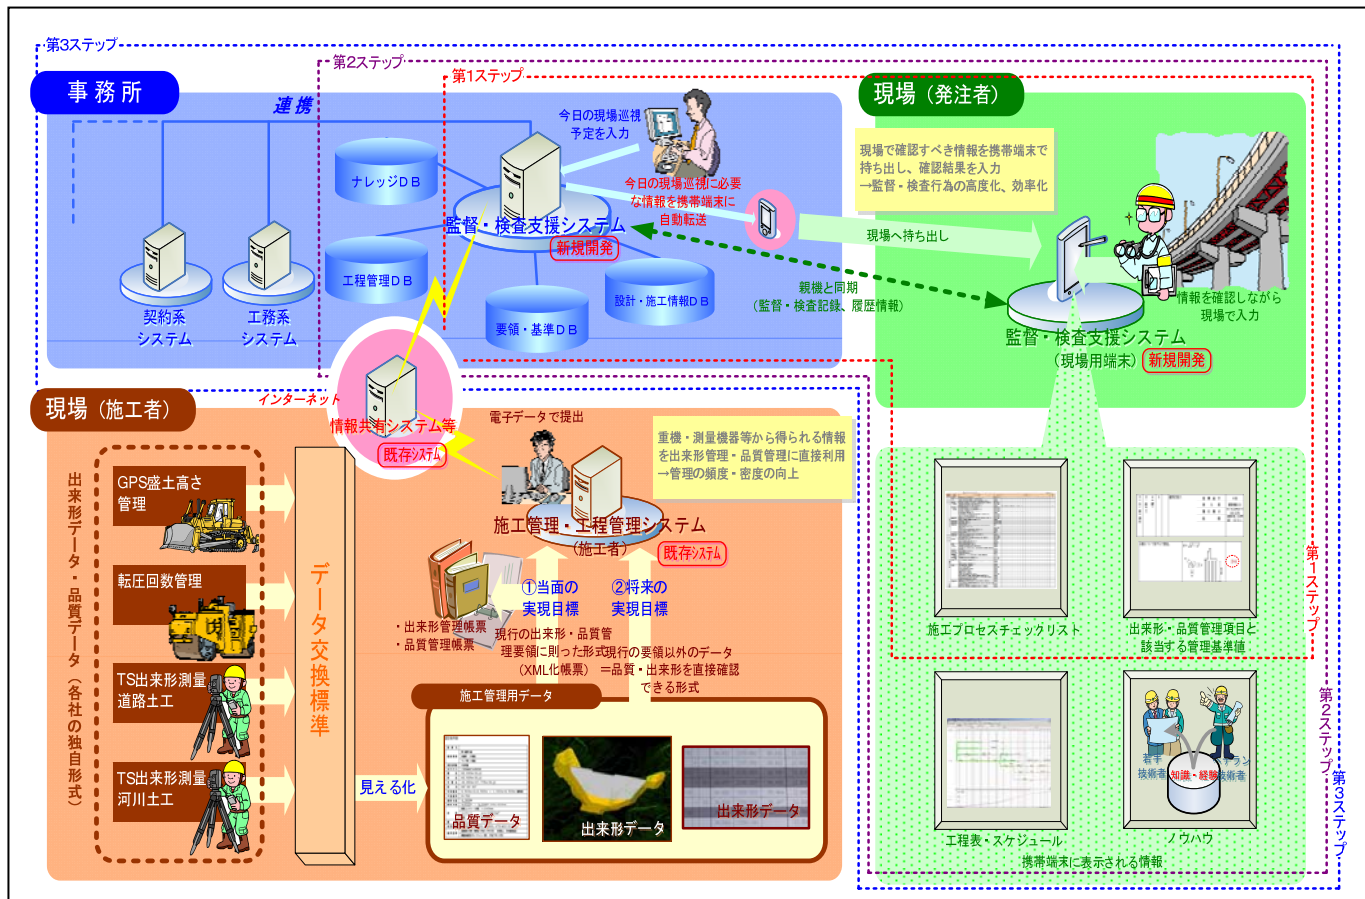 第3ステップ
第2ステップ
第1ステップ
事務所
連携
今日の現場巡視
予定を入力
ナレッジＤＢ
今日の現場巡視に必要
な情報を携帯端末に
自動転送
監督・検査支援システム
新規開発
工程管理ＤＢ
設計・施工情報ＤＢ
要領・基準ＤＢ
契約系
システム
工務系
システム
親機と同期
（監督・検査記録、履歴情報）
現場（発注者）
現場で確認すべき情報を携帯端末で
持ち出し、確認結果を入力
→監督・検査行為の高度化、効率化
現場へ持ち出し
情報を確認しながら
現場で入力
監督・検査支援システム
（現場用端末）
新規開発
インターネット
情報共有システム等
既存システム
現場（施工者）
電子データで提出
重機・測量機器等から得られる情報
を出来形管理・品質管理に直接利用
→管理の頻度・密度の向上
施工管理・工程管理システム
（施工者）
既存システム
出来形データ・品質データ（各社の独自形式）
GPS盛土高さ
管理
転圧回数管理
TS出来形測量
道路土工
TS出来形測量
河川土工
データ交換標準
見える化
・出来形管理帳票
・品質管理帳票
①当面の
実現目標
②将来の
実現目標
現行の出来形・品質管
理要領に則った形式
（XML化帳票）
現行の要領以外のデータ
＝品質・出来形を直接確認
できる形式
施工管理用データ
品質データ
出来形データ
出来形データ
施工プロセスチェックリスト
出来形・品質管理項目と
該当する管理基準値
工程表・スケジュール
若手
技術者
知識・経験
ベテラン
技術者
ノウハウ
携帯端末に表示される情報
第1ステップ
第2ステップ
第3ステップ